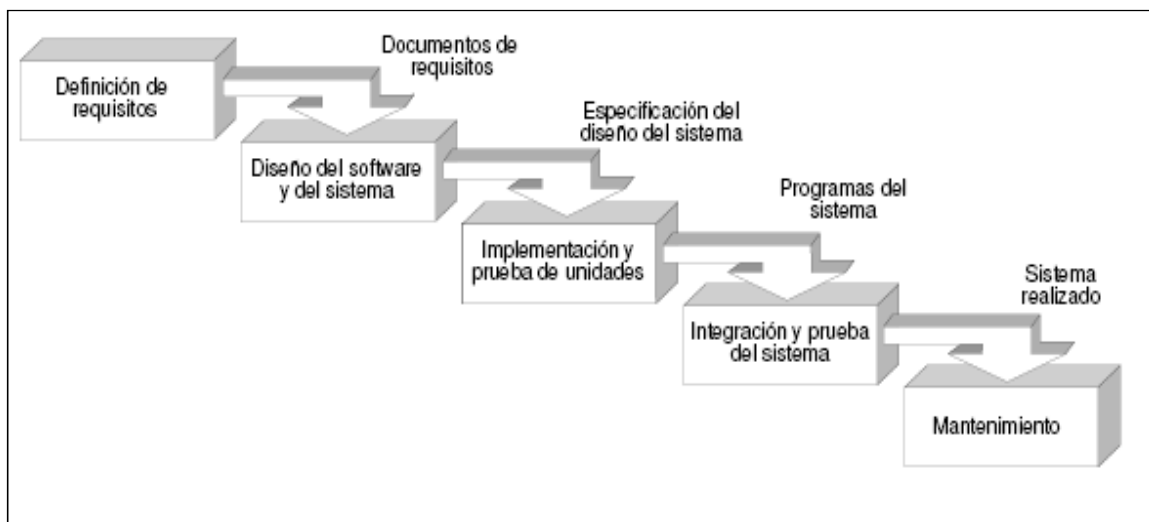 Definición de
requisitos
Documentos de
requisitos
Diseño del software
y del sistema
Especificación del
diseño del sistema
Implementación y
prueba de unidades
Programas del
sistema
Integración y prueba
del sistema
Sistema
realizado
Mantenimiento